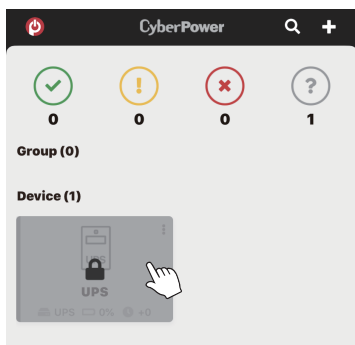 CyberPower
0 0 0 1
Group (0)
Device (1)
UPS
UPS
UPS 0% +0